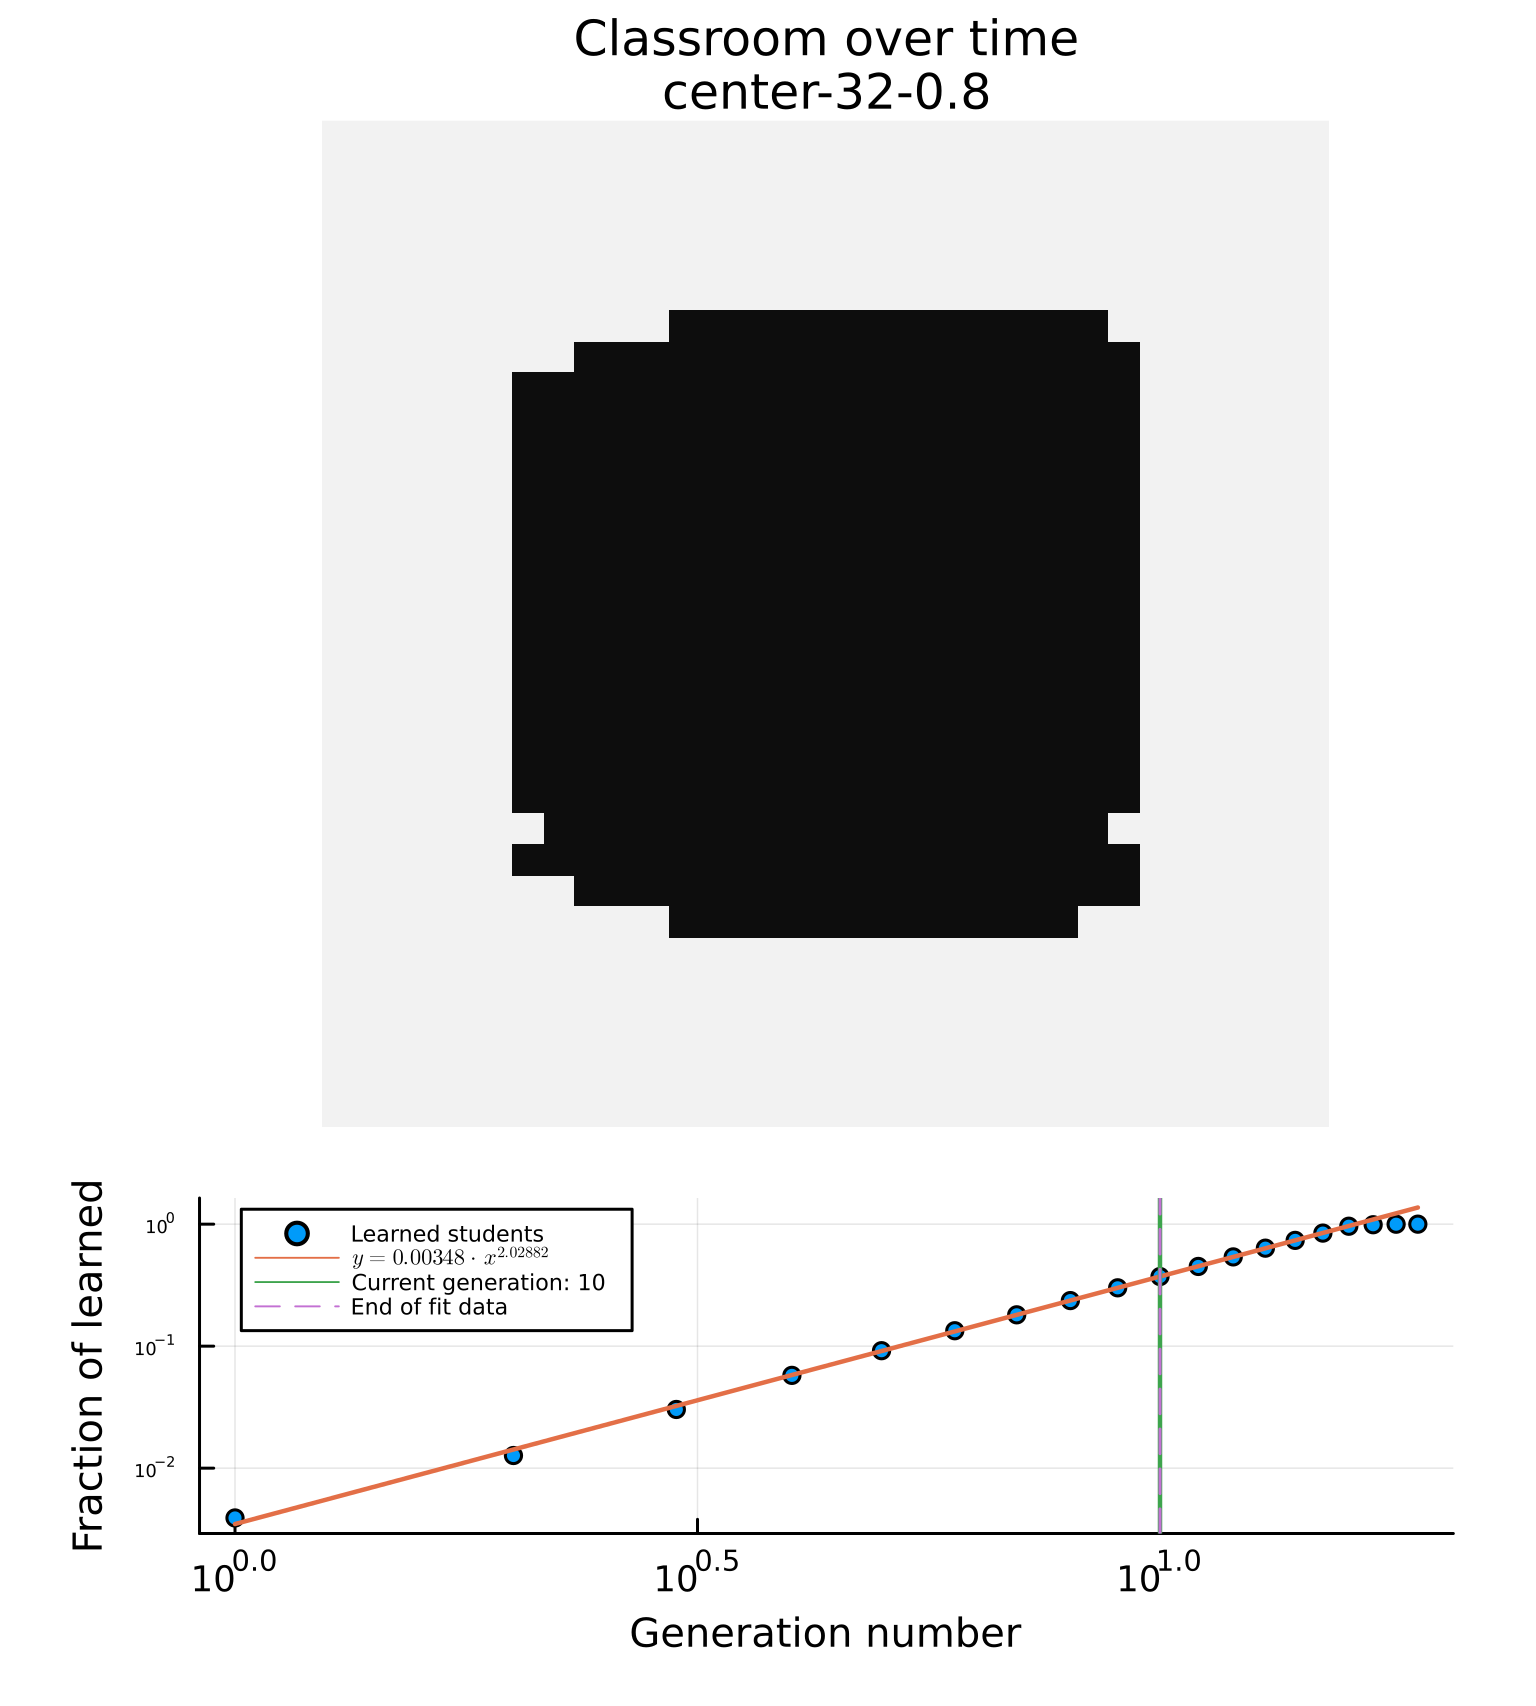 Classroom over time
center-32-0.8
Fraction of learned
10⁰
10⁻¹
10⁻²
Learned students
y = 0.00348 · x^2.02882
Current generation: 10
End of fit data
10^0.0 10^0.5 10^1.0
Generation number